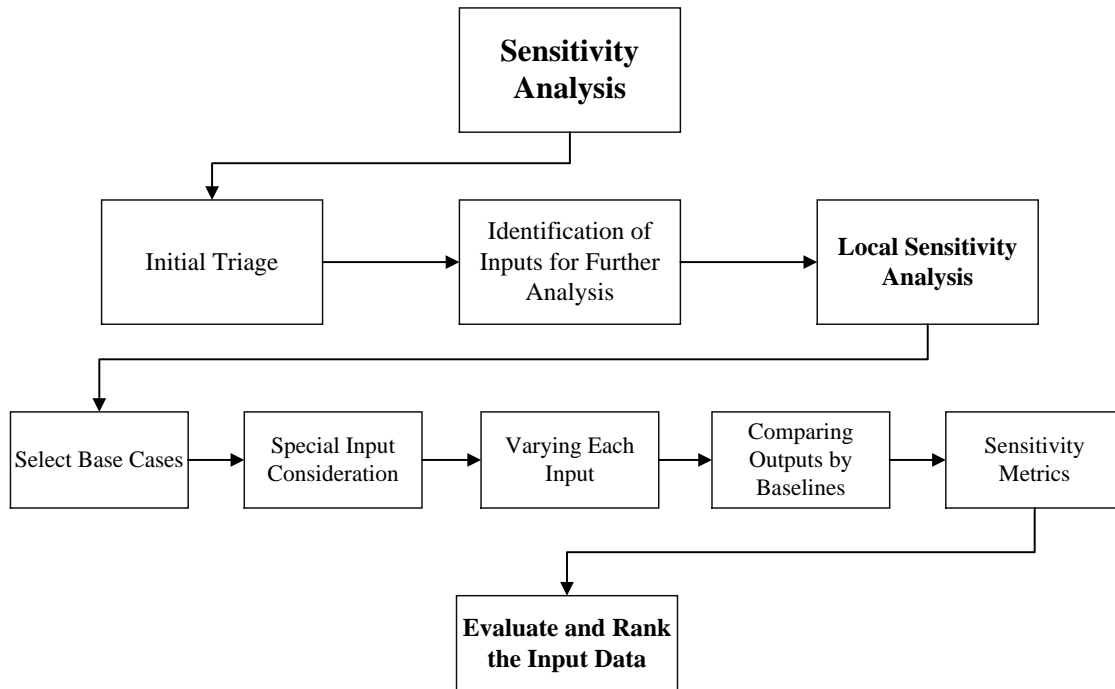 Sensitivity
Analysis
Initial Triage
Identification of
Inputs for Further
Analysis
Local Sensitivity
Analysis
Select Base Cases
Special Input
Consideration
Varying Each
Input
Comparing
Outputs by
Baselines
Sensitivity
Metrics
Evaluate and Rank
the Input Data